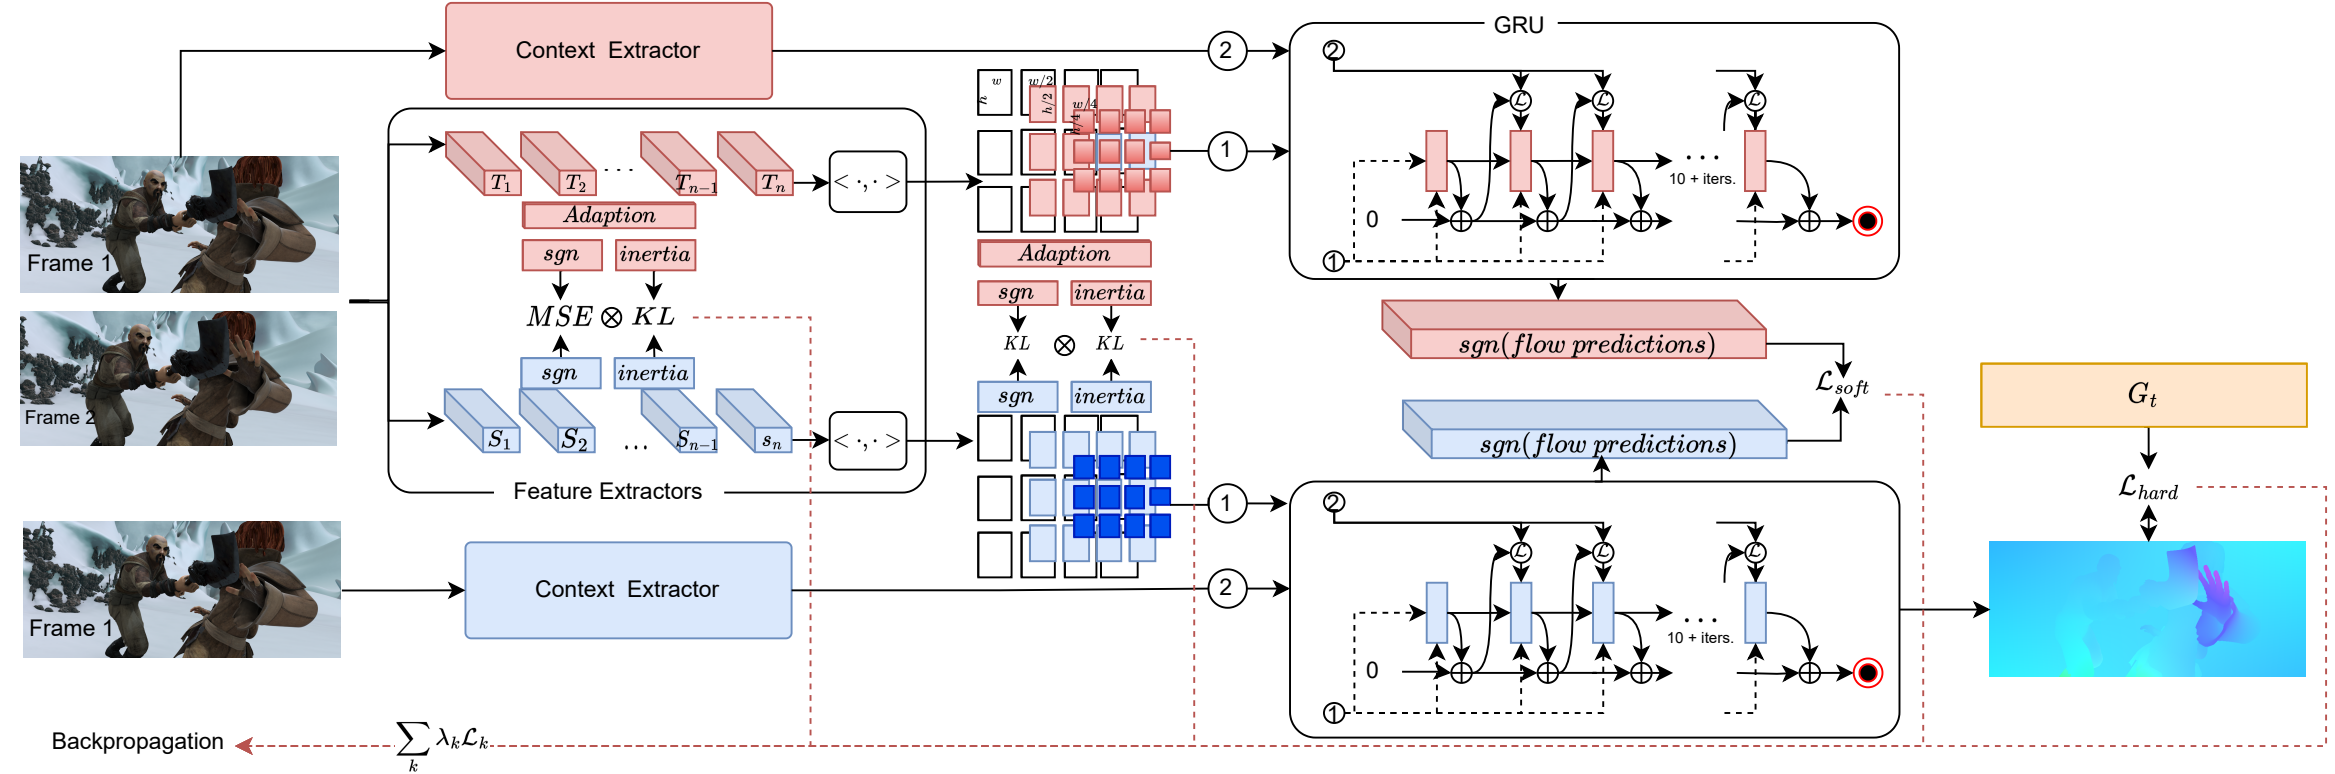 GRU
Context Extractor
2
2
w
h
w/2
h/2
w/4
h/4
ℒ
ℒ
ℒ
1
T₁
T₂
...
Tₙ₋₁
Tₙ
< ·, · >
...
10 + iters.
Adaption
0
Frame 1
sgn
inertia
Adaption
1
MSE ⊗ KL
sgn
inertia
KL ⊗ KL
sgn(flow predictions)
sgn
inertia
ℒsoft
Gₜ
sgn
inertia
Frame 2
S₁
S₂
...
Sₙ₋₁
sₙ
< ·, · >
sgn(flow predictions)
Feature Extractors
1
2
ℒhard
ℒ
ℒ
ℒ
Context Extractor
2
Frame 1
...
10 + iters.
0
1
Backpropagation
∑ₖ λₖℒₖ